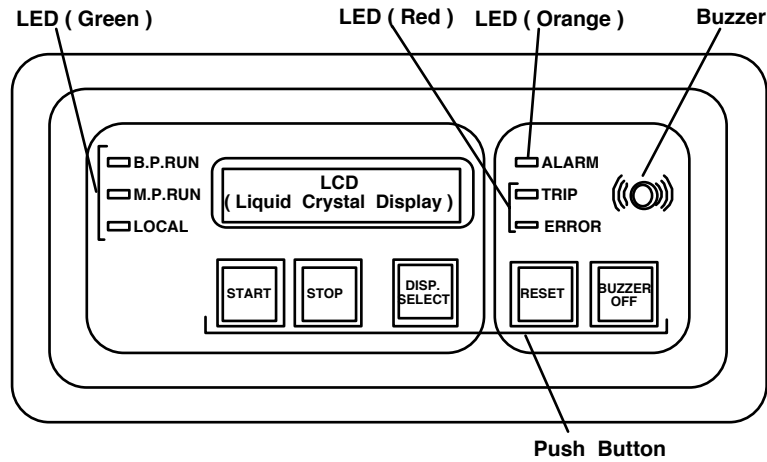 LED ( Green )
LED ( Red )
LED ( Orange )
Buzzer
B.P.RUN
M.P.RUN
LOCAL
LCD
( Liquid Crystal Display )
ALARM
TRIP
ERROR
START
STOP
DISP.
SELECT
RESET
BUZZER
OFF
Push Button